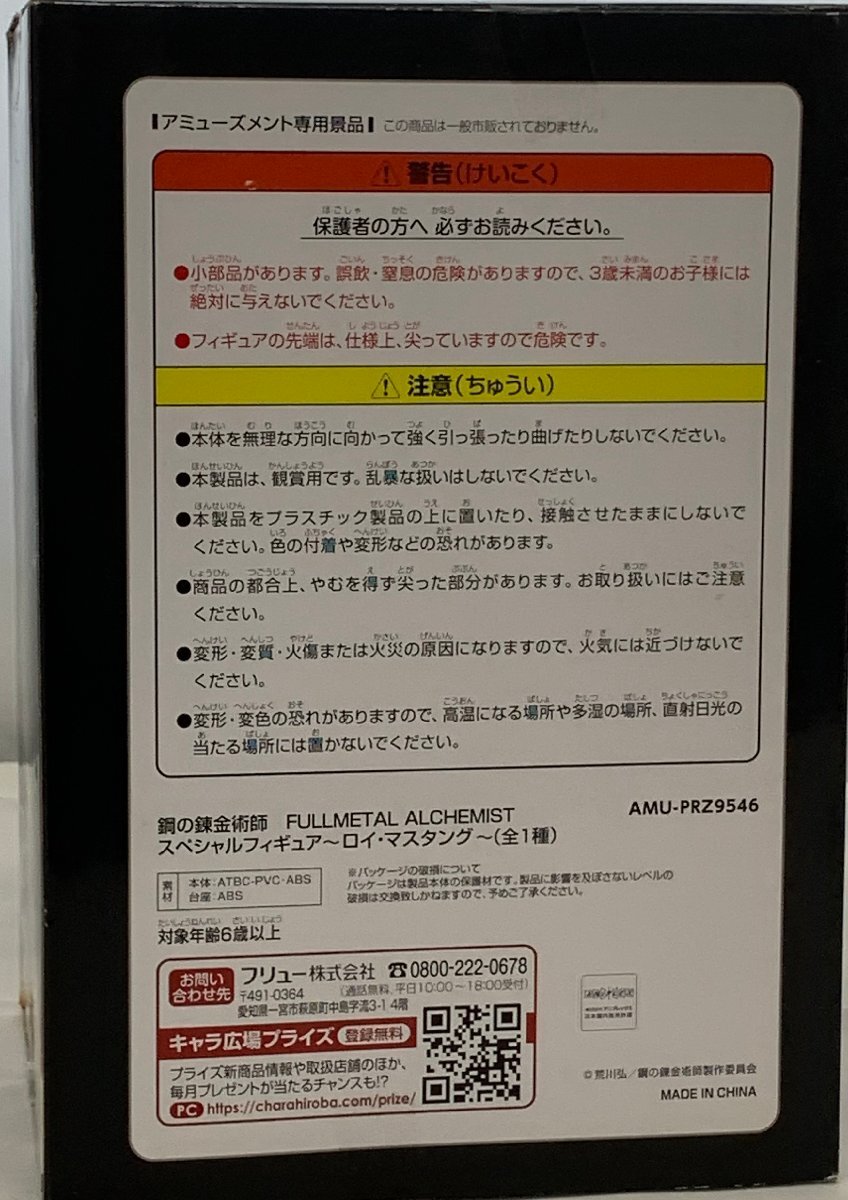 アミューズメント専用景品 この商品は一般市販されておりません。
警告(けいこく)
保護者の方へ 必ずお読みください。
●小部品があります。誤飲・窒息の危険がありますので、3歳未満のお子様には
絶対に与えないでください。
●フィギュアの先端は、仕様上、尖っていますので危険です。
注意(ちゅうい)
●本体を無理な方向に向かって強く引っ張ったり曲げたりしないでください。
●本製品は、観賞用です。乱暴な扱いはしないでください。
●本製品をプラスチック製品の上に置いたり、接触させたままにしないで
ください。色の付着や変形などの恐れがあります。
●商品の都合上、やむを得ず尖った部分があります。お取り扱いにはご注意
ください。
●変形・変質・火傷または火災の原因になりますので、火気には近づけないで
ください。
●変形・変色の恐れがありますので、高温になる場所や多湿の場所、直射日光の
当たる場所には置かないでください。
AMU-PRZ9546
鋼の錬金術師 FULLMETAL ALCHEMIST
スペシャルフィギュア~ロイ・マスタング~(全1種)
素材 本体:ATBC-PVC・ABS
台座:ABS
※パッケージの破損について
パッケージは製品本体の保護材です。製品に影響を及ぼさないレベルの
破損は交換致しかねますので、予めご了承ください。
対象年齢6歳以上
お問い合わせ先 フリュー株式会社 ☎0800-222-0678
〒491-0364 (通話無料、平日10:00~18:00受付)
愛知県一宮市萩原町中島字流3-1 4階
キャラ広場プライズ 登録無料
プライズ新商品情報や取扱店舗のほか、
毎月プレゼントが当たるチャンスも!?
PC https://charahiroba.com/prize/
©荒川弘/鋼の錬金術師製作委員会
MADE IN CHINA